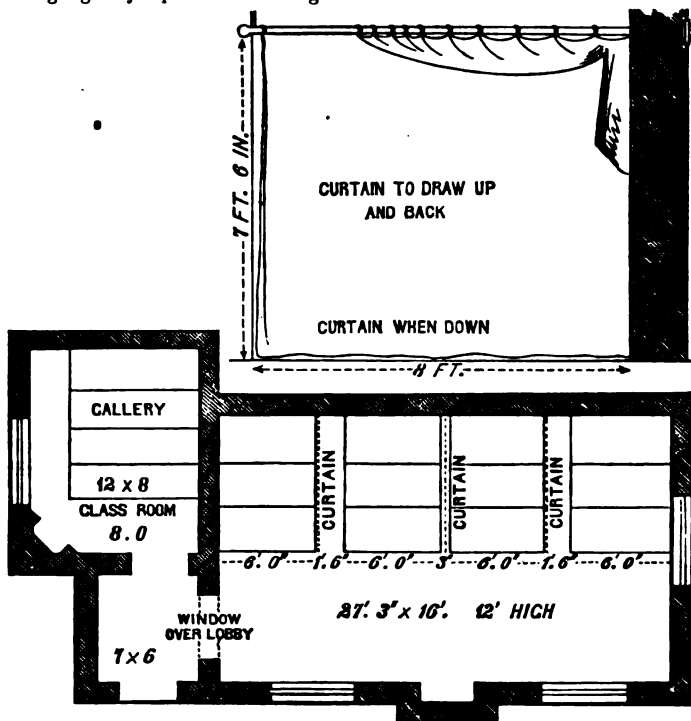 7 FT. 6 IN.
CURTAIN TO DRAW UP
AND BACK
CURTAIN WHEN DOWN
8 FT.
GALLERY
12 x 8
CLASS ROOM
8.0
CURTAIN
CURTAIN
CURTAIN
6'.0" 1'.6" 6'.0" 3" 6'.0" 1'.6" 6'.0"
WINDOW
OVER LOBBY
27'. 3" x 16'. 12' HIGH
7 x 6